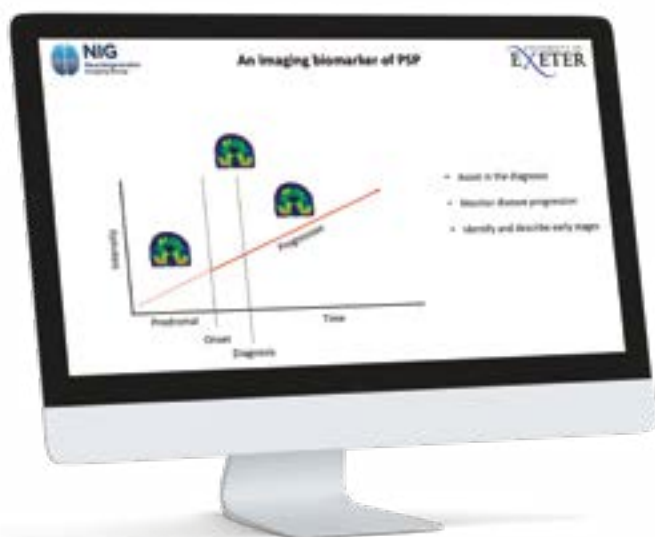 NIG
An imaging biomarker of PSP
EXETER
Intensity
Progression
Prodromal
Onset
Diagnosis
Time
• Assist in the diagnosis
• Monitor disease progression
• Identify and describe early stages